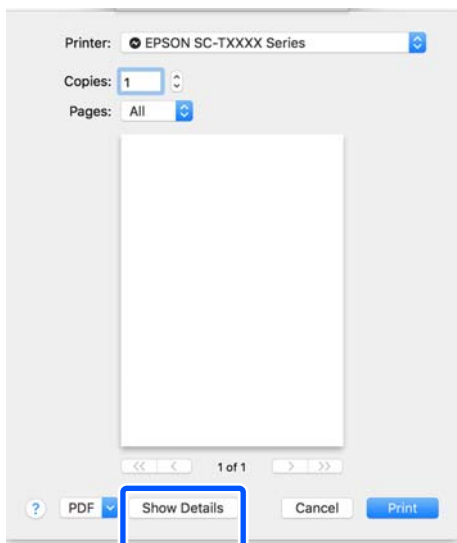 Printer: EPSON SC-TXXXX Series
Copies: 1
Pages: All
<< < 1 of 1 > >>
? PDF Show Details Cancel Print